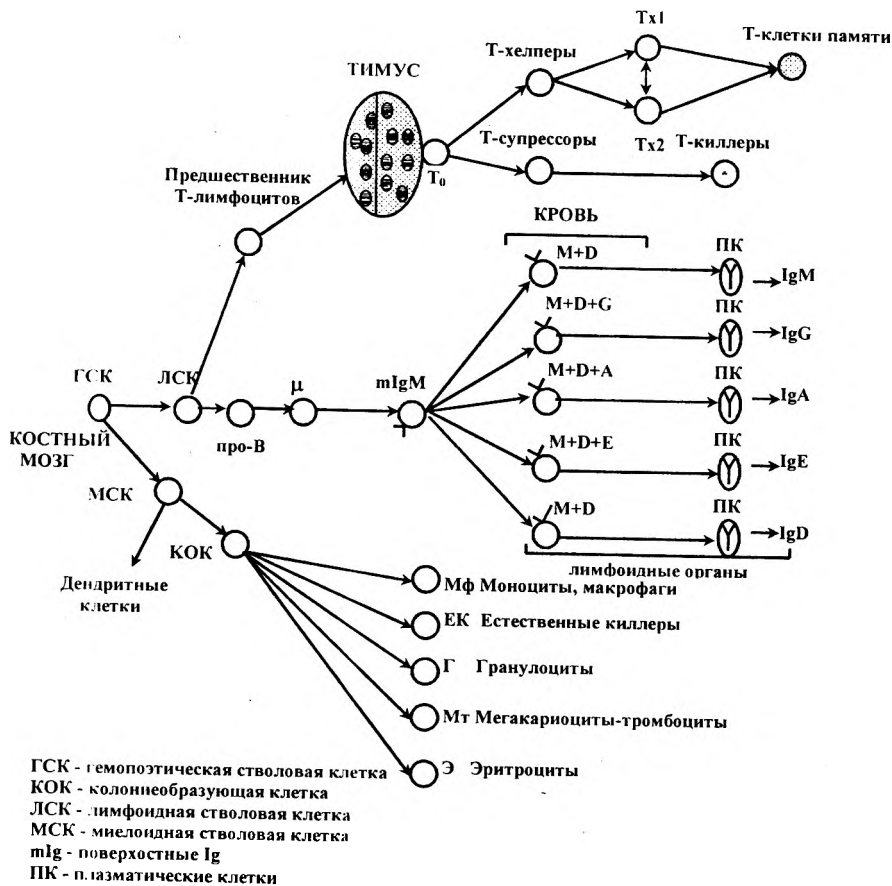 Тх1
Т-клетки памяти
Т-хелперы
ТИМУС
Т-супрессоры
Тх2
Т-киллеры
Т₀
Предшественник
Т-лимфоцитов
КРОВЬ
M+D
ПК
IgM
M+D+G
ПК
IgG
M+D+A
ПК
IgA
M+D+E
ПК
IgE
M+D
ПК
IgD
лимфоидные органы
ГСК
ЛСК
μ
mIgM
про-В
КОСТНЫЙ
МОЗГ
МСК
КОК
Дендритные
клетки
Мф Моноциты, макрофаги
ЕК Естественные киллеры
Г Гранулоциты
Мт Мегакариоциты-тромбоциты
Э Эритроциты
ГСК - гемопоэтическая стволовая клетка
КОК - колониеобразующая клетка
ЛСК - лимфоидная стволовая клетка
МСК - миелоидная стволовая клетка
mIg - поверхостные Ig
ПК - плазматические клетки